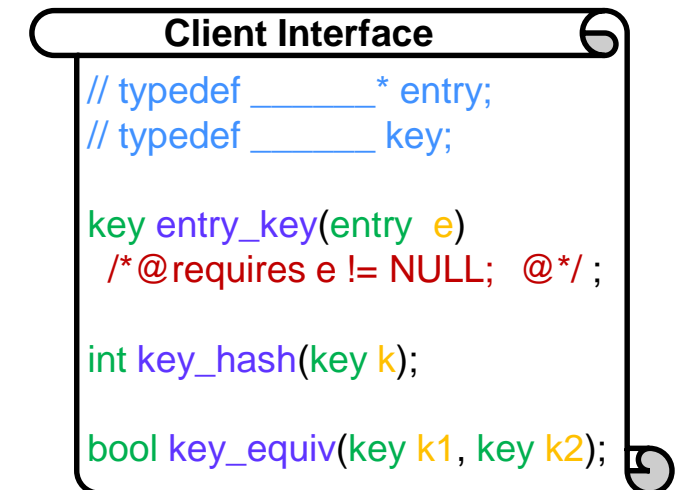 Client Interface
// typedef ______* entry;
// typedef ______ key;
key entry_key(entry e)
/*@requires e != NULL; @*/ ;
int key_hash(key k);
bool key_equiv(key k1, key k2);